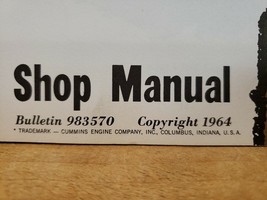 Shop Manual
Bulletin 983570 Copyright 1964
* TRADEMARK — CUMMINS ENGINE COMPANY, INC., COLUMBUS, INDIANA, U.S.A.